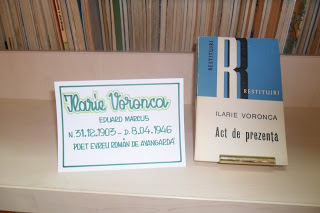 Ilarie Voronca
EDUARD MARCUS
N. 31.12.1903 - D. 8.04.1946
POET EVREU ROMÂN DE AVANGARDĂ
RESTITUIRI
R
RESTITUIRI
ILARIE VORONCA
Act de prezență